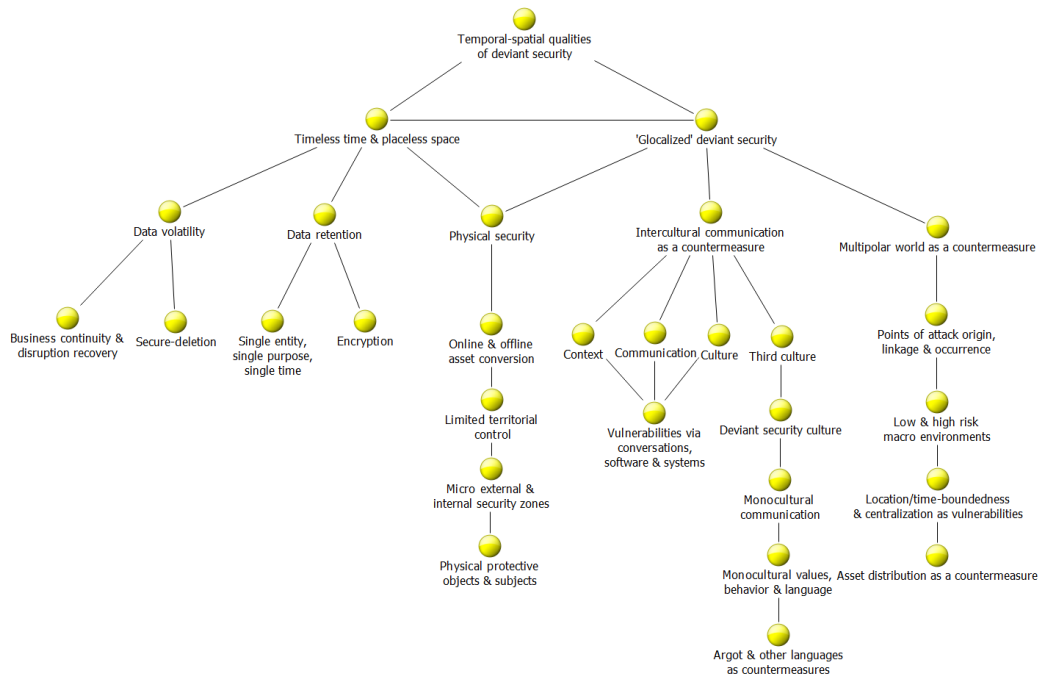 Temporal-spatial qualities
of deviant security
Timeless time & placeless space
'Glocalized' deviant security
Data volatility
Data retention
Physical security
Intercultural communication
as a countermeasure
Multipolar world as a countermeasure
Business continuity &
disruption recovery
Secure-deletion
Single entity,
single purpose,
single time
Encryption
Online & offline
asset conversion
Context
Communication
Culture
Third culture
Points of attack origin,
linkage & occurrence
Limited territorial
control
Vulnerabilities via
conversations,
software & systems
Deviant security culture
Low & high risk
macro environments
Micro external &
internal security zones
Monocultural
communication
Location/time-boundedness
& centralization as vulnerabilities
Physical protective
objects & subjects
Monocultural values,
behavior & language
Asset distribution as a countermeasure
Argot & other languages
as countermeasures